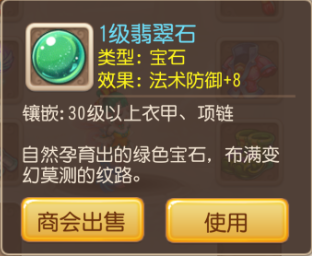 1级翡翠石
类型：宝石
效果：法术防御+8
镶嵌:30级以上衣甲、项链
自然孕育出的绿色宝石，布满变
幻莫测的纹路。
商会出售 使用